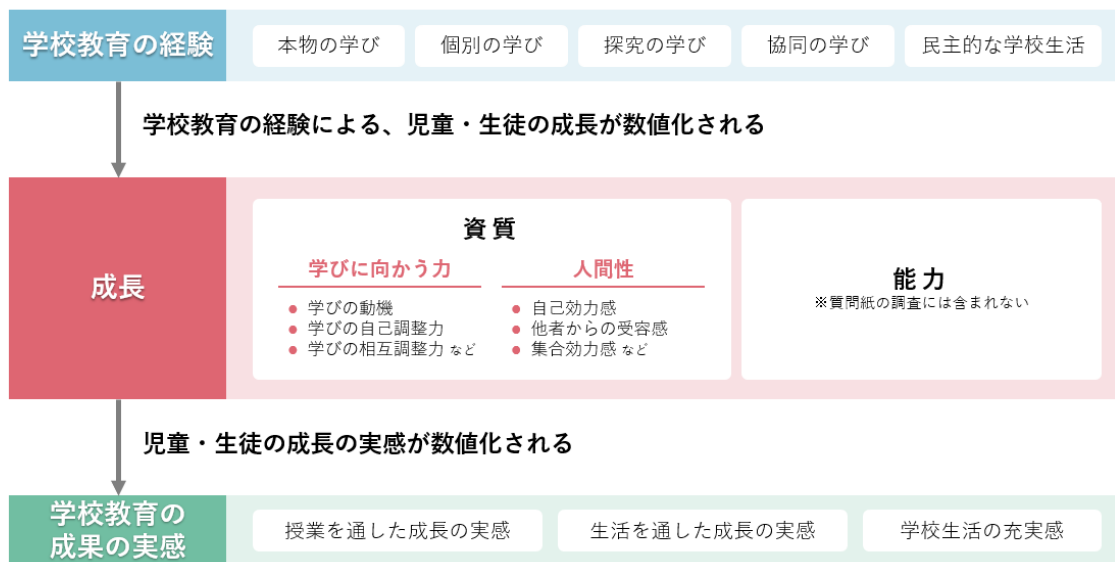 学校教育の経験
本物の学び
個別の学び
探究の学び
協同の学び
民主的な学校生活
学校教育の経験による、児童・生徒の成長が数値化される
成長
資質
学びに向かう力
● 学びの動機
● 学びの自己調整力
● 学びの相互調整力 など
人間性
● 自己効力感
● 他者からの受容感
● 集合効力感 など
能力
※質問紙の調査には含まれない
児童・生徒の成長の実感が数値化される
学校教育の
成果の実感
授業を通した成長の実感
生活を通した成長の実感
学校生活の充実感